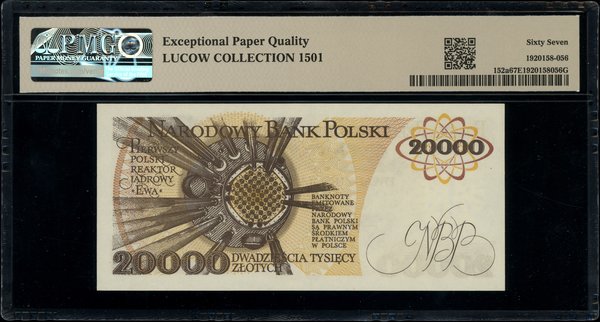 PMG
PAPER MONEY GUARANTY
Exceptional Paper Quality
LUCOW COLLECTION 1501
Sixty Seven
1920158-056
152a67E1920158056G
NARODOWY BANK POLSKI
PIERWSZY
POLSKI
REAKTOR
JĄDROWY
"EWA"
20000
BANKNOTY
EMITOWANE
PRZEZ
NARODOWY
BANK POLSKI
SĄ PRAWNYM
ŚRODKIEM
PŁATNICZYM
W POLSCE
NBP
20000
DWADZIEŚCIA TYSIĘCY
ZŁOTYCH